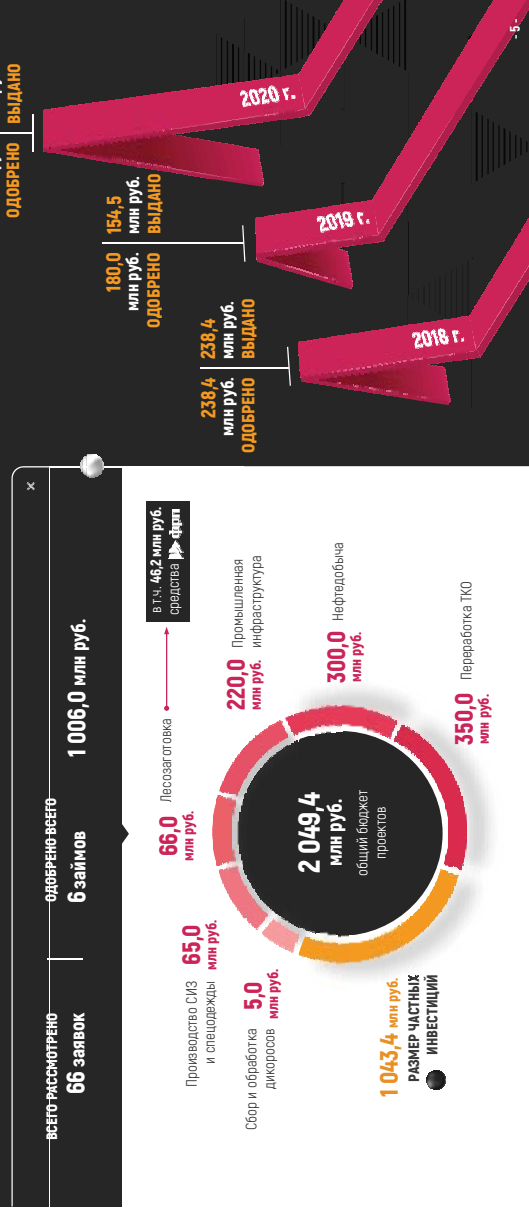 ВСЕГО РАССМОТРЕНО
66 заявок
ОДОБРЕНО ВСЕГО
6 займов
1 006,0 млн руб.
×
Производство СИЗ
и спецодежды
65,0
млн руб.
Сбор и обработка
дикоросов
5,0
млн руб.
66,0
млн руб.
Лесозаготовка
в т.ч. 46,2 млн руб.
средства фрп
220,0
млн руб.
Промышленная
инфраструктура
300,0
млн руб.
Нефтедобыча
350,0
млн руб.
Переработка ТКО
2 049,4
млн руб.
общий бюджет
проектов
1 043,4 млн руб.
РАЗМЕР ЧАСТНЫХ
ИНВЕСТИЦИЙ
238,4
млн руб.
ОДОБРЕНО
238,4
млн руб.
ВЫДАНО
2018 г.
180,0
млн руб.
ОДОБРЕНО
154,5
млн руб.
ВЫДАНО
2019 г.
ОДОБРЕНО
ВЫДАНО
2020 г.
- 5 -